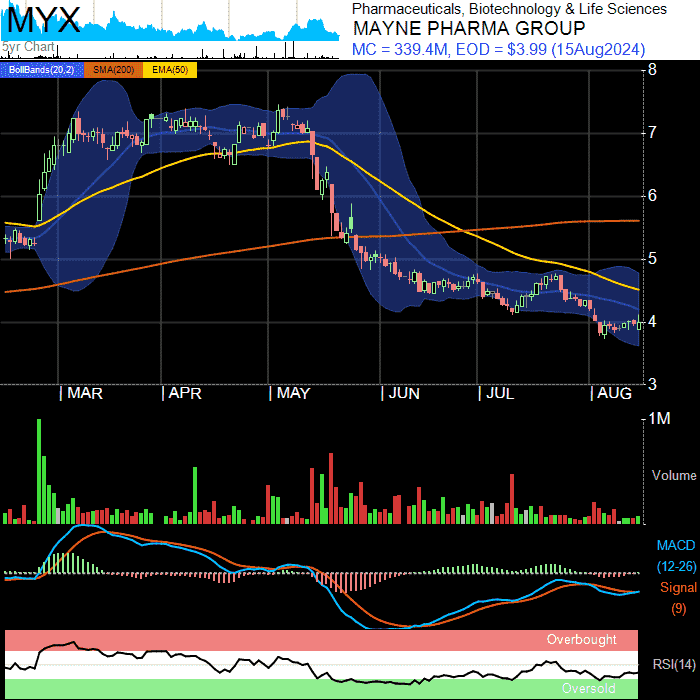 MYX
5yr Chart
Pharmaceuticals, Biotechnology & Life Sciences
MAYNE PHARMA GROUP
MC = 339.4M, EOD = $3.99 (15Aug2024)
BollBands(20,2) SMA(200) EMA(50)
8
7
6
5
4
3
MAR APR MAY JUN JUL AUG
1M
Volume
MACD
(12-26)
Signal
(9)
Overbought
RSI(14)
Oversold